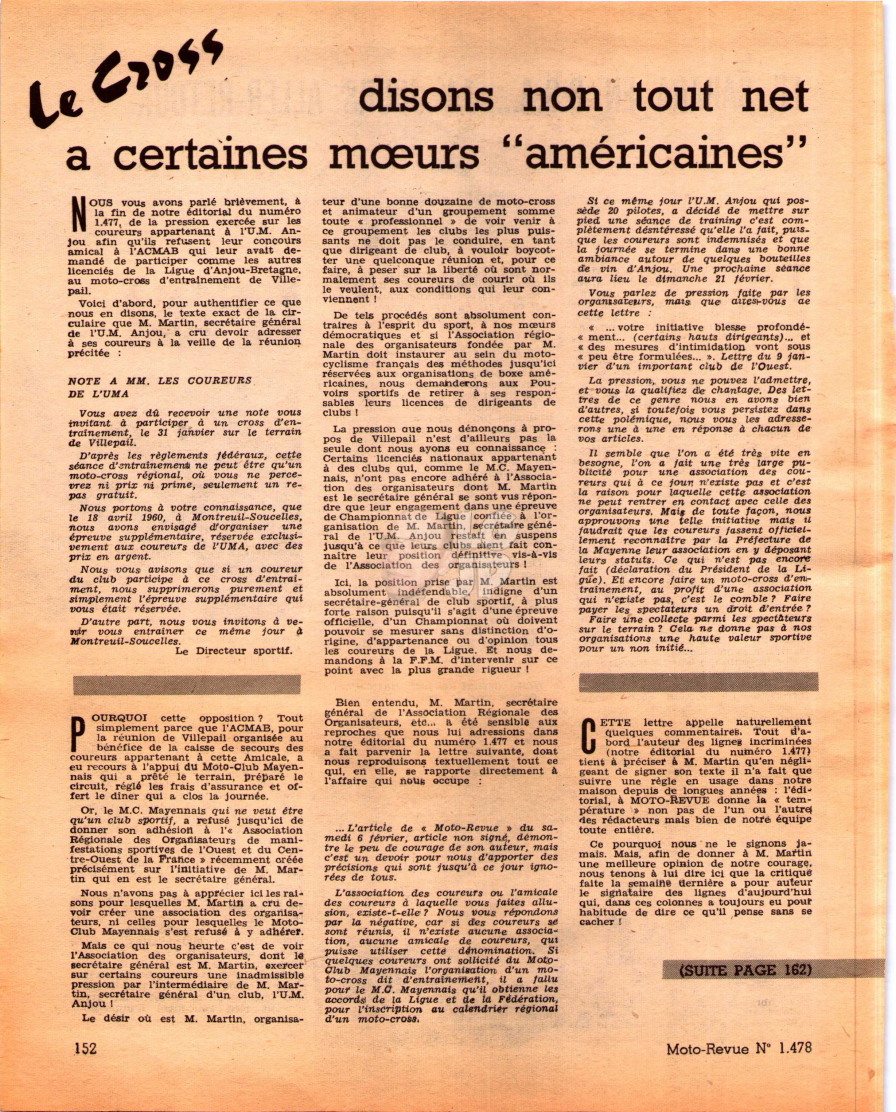 Le Cross
disons non tout net
a certaines mœurs “américaines”
NOUS vous avons parlé brièvement, à
la fin de notre éditorial du numéro
1.477, de la pression exercée sur les
coureurs appartenant à l'U.M. An-
jou afin qu'ils refusent leur concours
amical à l'ACMAB qui leur avait de-
mandé de participer comme les autres
licenciés de la Ligue d'Anjou-Bretagne,
au moto-cross d'entraînement de Ville-
pail.
Voici d'abord, pour authentifier ce que
nous en disons, le texte exact de la cir-
culaire que M. Martin, secrétaire général
de l'U.M. Anjou, a cru devoir adresser
à ses coureurs à la veille de la réunion
précitée :
NOTE A MM. LES COUREURS
DE L'UMA
Vous avez dû recevoir une note vous
invitant à participer à un cross d'en-
traînement, le 31 janvier sur le terrain
de Villepail.
D'après les règlements fédéraux, cette
séance d'entraînement ne peut être qu'un
moto-cross régional, où vous ne perce-
vrez ni prix ni prime, seulement un re-
pas gratuit.
Nous portons à votre connaissance, que
le 18 avril 1960, à Montreuil-Soucelles,
nous avons envisagé d'organiser une
épreuve supplémentaire, réservée exclusi-
vement aux coureurs de l'UMA, avec des
prix en argent.
Nous vous avisons que si un coureur
du club participe à ce cross d'entraî-
ment, nous supprimerons purement et
simplement l'épreuve supplémentaire qui
vous était réservée.
D'autre part, nous vous invitons à ve-
nir vous entraîner ce même jour à
Montreuil-Soucelles.
Le Directeur sportif.
POURQUOI cette opposition ? Tout
simplement parce que l'ACMAB, pour
la réunion de Villepail organisée au
bénéfice de la caisse de secours des
coureurs appartenant à cette Amicale, a
eu recours à l'appui du Moto-Club Mayen-
nais qui a prêté le terrain, préparé le
circuit, réglé les frais d'assurance et of-
fert le dîner qui a clos la journée.
Or, le M.C. Mayennais qui ne veut être
qu'un club sportif, a refusé jusqu'ici de
donner son adhésion à l'« Association
Régionale des Organisateurs de mani-
festations sportives de l'Ouest et du Cen-
tre-Ouest de la France » récemment créée
précisément sur l'initiative de M. Mar-
tin qui en est le secrétaire général.
Nous n'avons pas à apprécier ici les rai-
sons pour lesquelles M. Martin a cru de-
voir créer une association des organisa-
teurs, ni celles pour lesquelles le Moto-
Club Mayennais s'est refusé à y adhérer.
Mais ce qui nous heurte c'est de voir
l'Association des organisateurs, dont le
secrétaire général est M. Martin, exercer
sur certains coureurs une inadmissible
pression par l'intermédiaire de M. Mar-
tin, secrétaire général d'un club, l'U.M.
Anjou !
Le désir où est M. Martin, organisa-
teur d'une bonne douzaine de moto-cross
et animateur d'un groupement somme
toute « professionnel » de voir venir à
ce groupement les clubs les plus puis-
sants ne doit pas le conduire, en tant
que dirigeant de club, à vouloir boycot-
ter une quelconque réunion et, pour ce
faire, à peser sur la liberté où sont nor-
malement ses coureurs de courir où ils
le veulent, aux conditions qui leur con-
viennent !
De tels procédés sont absolument con-
traires à l'esprit du sport, à nos mœurs
démocratiques et si l'Association régio-
nale des organisateurs fondée par M.
Martin doit instaurer au sein du moto-
cyclisme français des méthodes jusqu'ici
réservées aux organisations de boxe amé-
ricaines, nous demanderons aux Pou-
voirs sportifs de retirer à ses respon-
sables leurs licences de dirigeants de
clubs !
La pression que nous dénonçons à pro-
pos de Villepail n'est d'ailleurs pas la
seule dont nous ayons eu connaissance :
Certains licenciés nationaux appartenant
à des clubs qui, comme le M.C. Mayen-
nais, n'ont pas encore adhéré à l'Associa-
tion des organisateurs dont M. Martin
est le secrétaire général se sont vus répon-
dre que leur engagement dans une épreuve
de Championnat de Ligue confiée à l'or-
ganisation de M. Martin, secrétaire géné-
ral de l'U.M. Anjou restait en suspens
jusqu'à ce que leurs clubs aient fait con-
naître leur position définitive vis-à-vis
de l'Association des organisateurs !
Ici, la position prise par M. Martin est
absolument indéfendable, indigne d'un
secrétaire-général de club sportif, à plus
forte raison puisqu'il s'agit d'une épreuve
officielle, d'un Championnat où doivent
pouvoir se mesurer sans distinction d'o-
rigine, d'appartenance ou d'opinion tous
les coureurs de la Ligue. Et nous de-
mandons à la F.F.M. d'intervenir sur ce
point avec la plus grande rigueur !
Bien entendu, M. Martin, secrétaire
général de l'Association Régionale des
Organisateurs, etc... a été sensible aux
reproches que nous lui adressions dans
notre éditorial du numéro 1.477 et nous
a fait parvenir la lettre suivante, dont
nous reproduisons textuellement tout ce
qui, en elle, se rapporte directement à
l'affaire qui nous occupe :
...L'article de « Moto-Revue » du sa-
medi 6 février, article non signé, démon-
tre le peu de courage de son auteur, mais
c'est un devoir pour nous d'apporter des
précisions qui sont jusqu'à ce jour igno-
rées de tous.
L'association des coureurs ou l'amicale
des coureurs à laquelle vous faites allu-
sion, existe-t-elle ? Nous vous répondons
par la négative, car si des coureurs se
sont réunis, il n'existe aucune associa-
tion, aucune amicale de coureurs, qui
puisse utiliser cette dénomination. Si
quelques coureurs ont sollicité du Moto-
Club Mayennais l'organisation d'un mo-
to-cross dit d'entraînement, il a fallu
pour le M.C. Mayennais qu'il obtienne les
accords de la Ligue et de la Fédération,
pour l'inscription au calendrier régional
d'un moto-cross.
Si ce même jour l'U.M. Anjou qui pos-
sède 20 pilotes, a décidé de mettre sur
pied une séance de training c'est com-
plètement désntéressé qu'elle l'a fait, puis-
que les coureurs sont indemnisés et que
la journée se termine dans une bonne
ambiance autour de quelques bouteilles
de vin d'Anjou. Une prochaine séance
aura lieu le dimanche 21 février.
Vous parlez de pression faite par les
organisateurs, mais que dites-vous de
cette lettre :
« ...votre initiative blesse profondé-
« ment... (certains hauts dirigeants)... et
« des mesures d'intimidation vont sous
« peu être formulées... ». Lettre du 9 jan-
vier d'un important club de l'Ouest.
La pression, vous ne pouvez l'admettre,
et vous la qualifiez de chantage. Des let-
tres de ce genre nous en avons bien
d'autres, si toutefois vous persistez dans
cette polémique, nous vous les adresse-
rons une à une en réponse à chacun de
vos articles.
Il semble que l'on a été très vite en
besogne, l'on a fait une très large pu-
blicité pour une association des cou-
reurs qui à ce jour n'existe pas et c'est
la raison pour laquelle cette association
ne peut rentrer en contact avec celle des
organisateurs. Mais de toute façon, nous
approuvons une telle initiative mais il
faudrait que les coureurs fassent officiel-
lement reconnaître par la Préfecture de
la Mayenne leur association en y déposant
leurs statuts. Ce qui n'est pas encore
fait (déclaration du Président de la Li-
gue). Et encore faire un moto-cross d'en-
traînement, au profit d'une association
qui n'existe pas, c'est le comble ? Faire
payer les spectateurs un droit d'entrée ?
Faire une collecte parmi les spectateurs
sur le terrain ? Cela ne donne pas à nos
organisations une haute valeur sportive
pour un non initié...
CETTE lettre appelle naturellement
quelques commentaires. Tout d'a-
bord l'auteur des lignes incriminées
(notre éditorial du numéro 1.477)
tient à préciser à M. Martin qu'en négli-
geant de signer son texte il n'a fait que
suivre une règle en usage dans notre
maison depuis de longues années : l'édi-
torial, à MOTO-REVUE donne la « tem-
pérature » non pas de l'un ou l'autre
des rédacteurs mais bien de notre équipe
toute entière.
Ce pourquoi nous ne le signons ja-
mais. Mais, afin de donner à M. Martin
une meilleure opinion de notre courage,
nous tenons à lui dire ici que la critique
faite la semaine dernière a pour auteur
le signataire des lignes d'aujourd'hui
qui, dans ces colonnes a toujours eu pour
habitude de dire ce qu'il pense sans se
cacher !
(SUITE PAGE 162)
152
Moto-Revue N° 1.478